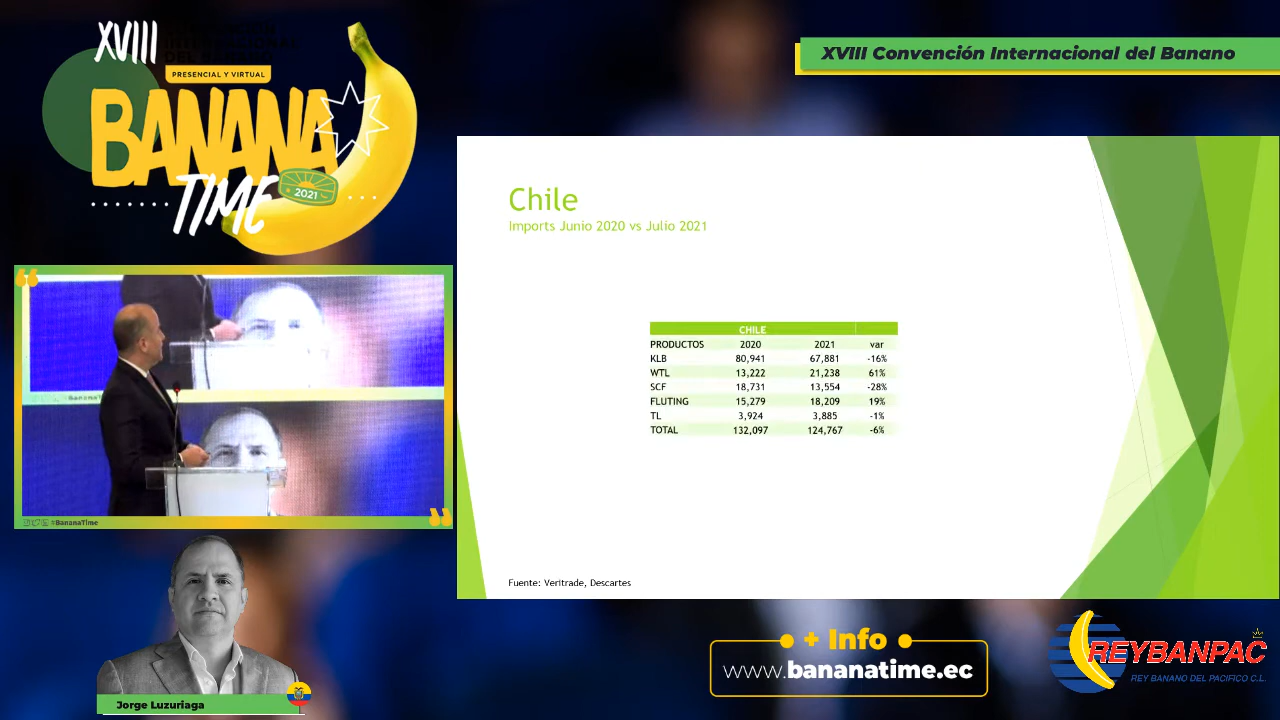 XVIII
PRESENCIAL Y VIRTUAL
BANANA
TIME
2021
XVIII Convención Internacional del Banano
Chile
Imports Junio 2020 vs Julio 2021
CHILE
PRODUCTOS 2020 2021 var
KLB 80,941 67,881 -16%
WTL 13,222 21,238 61%
SCF 18,731 13,554 -28%
FLUTING 15,279 18,209 19%
TL 3,924 3,885 -1%
TOTAL 132,097 124,767 -6%
Fuente: Veritrade, Descartes
#BananaTime
Jorge Luzuriaga
+ Info
www.bananatime.ec
REYBANPAC
REY BANANO DEL PACIFICO C.L.